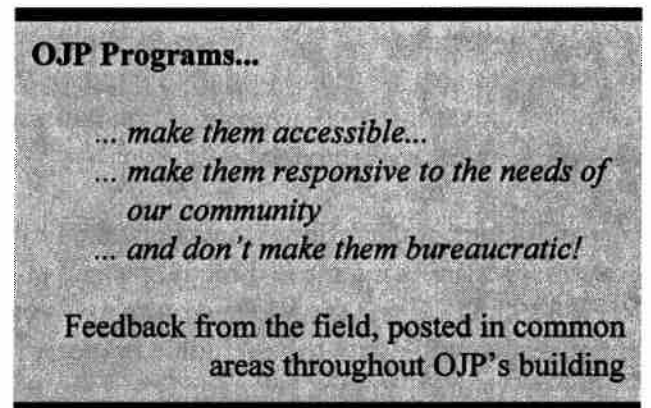 OJP Programs...
... make them accessible...
... make them responsive to the needs of
our community
... and don't make them bureaucratic!
Feedback from the field, posted in common
areas throughout OJP's building